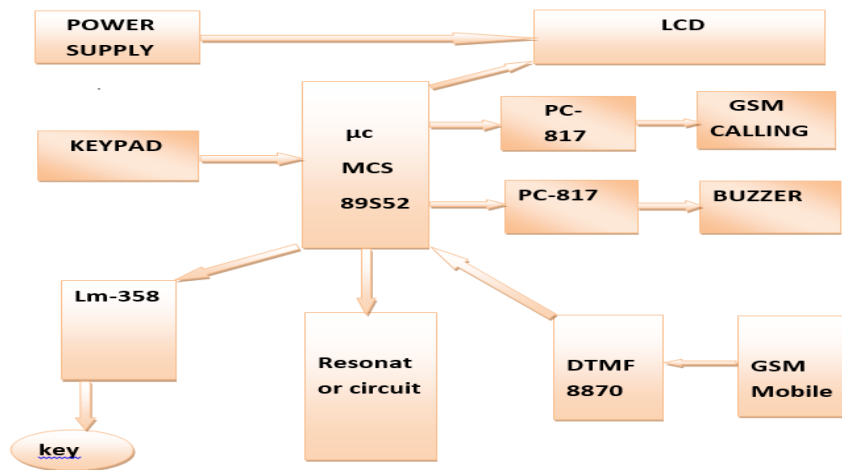 POWER
SUPPLY
LCD
KEYPAD
µc
MCS
89S52
PC-
817
GSM
CALLING
PC-817
BUZZER
Lm-358
Resonat
or circuit
DTMF
8870
GSM
Mobile
key